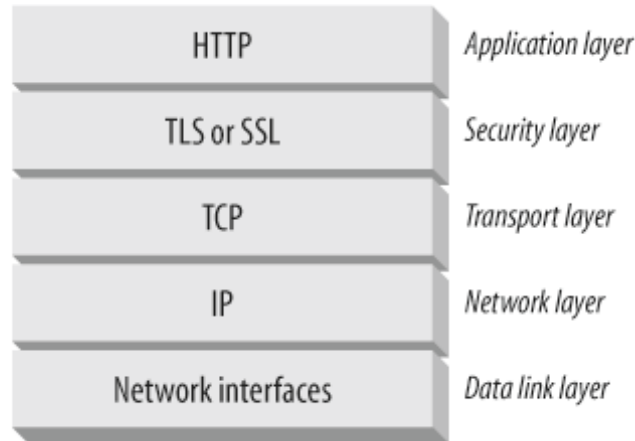 HTTP Application layer
TLS or SSL Security layer
TCP Transport layer
IP Network layer
Network interfaces Data link layer